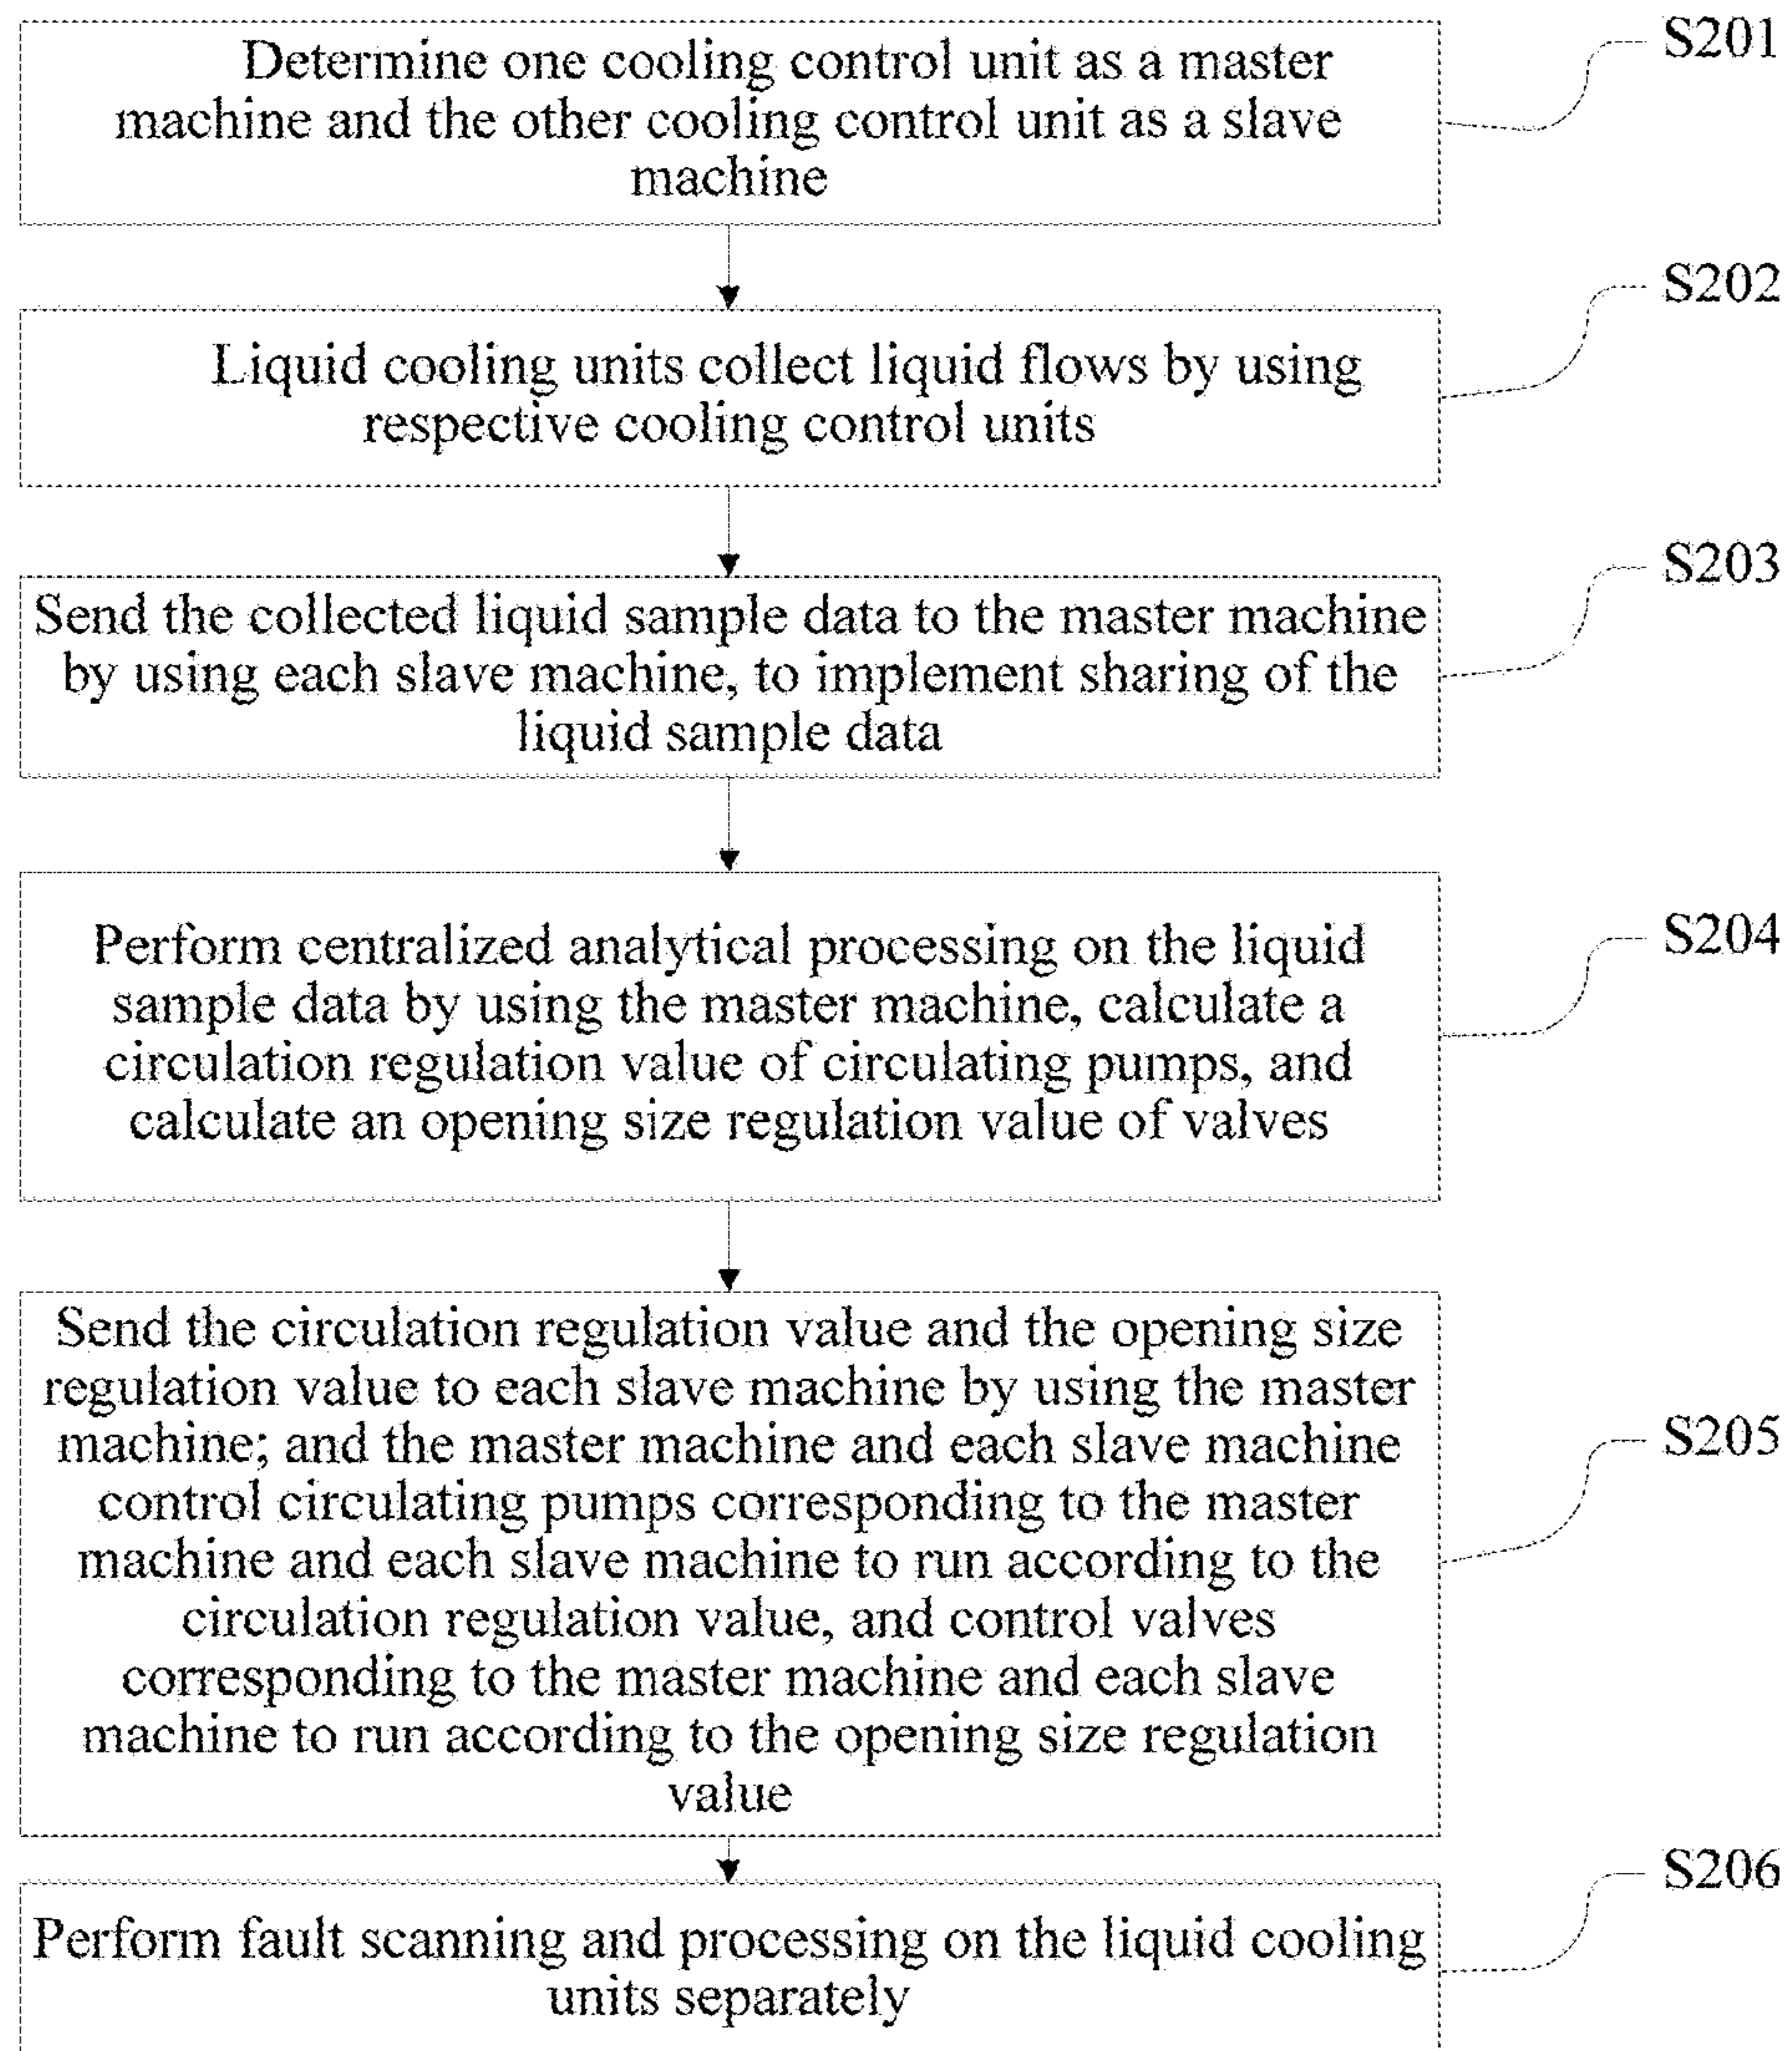 Determine one cooling control unit as a master
machine and the other cooling control unit as a slave
machine
S201
Liquid cooling units collect liquid flows by using
respective cooling control units
S202
Send the collected liquid sample data to the master machine
by using each slave machine, to implement sharing of the
liquid sample data
S203
Perform centralized analytical processing on the liquid
sample data by using the master machine, calculate a
circulation regulation value of circulating pumps, and
calculate an opening size regulation value of valves
S204
Send the circulation regulation value and the opening size
regulation value to each slave machine by using the master
machine; and the master machine and each slave machine
control circulating pumps corresponding to the master
machine and each slave machine to run according to the
circulation regulation value, and control valves
corresponding to the master machine and each slave
machine to run according to the opening size regulation
value
S205
Perform fault scanning and processing on the liquid cooling
units separately
S206